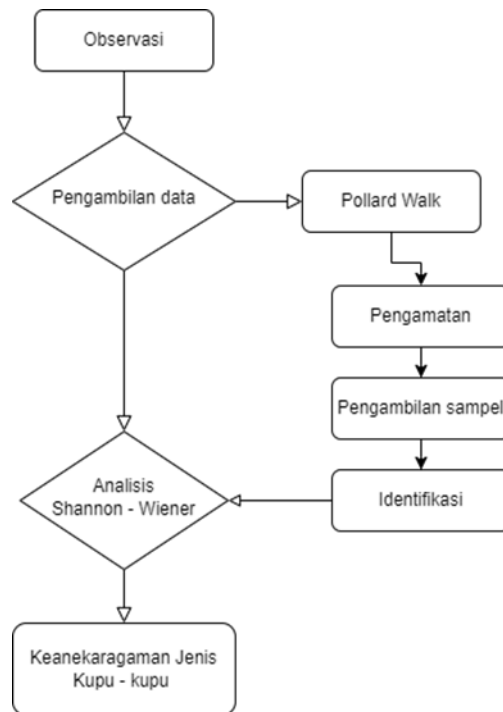 Observasi
Pengambilan data
Pollard Walk
Pengamatan
Pengambilan sampel
Identifikasi
Analisis
Shannon - Wiener
Keanekaragaman Jenis
Kupu - kupu